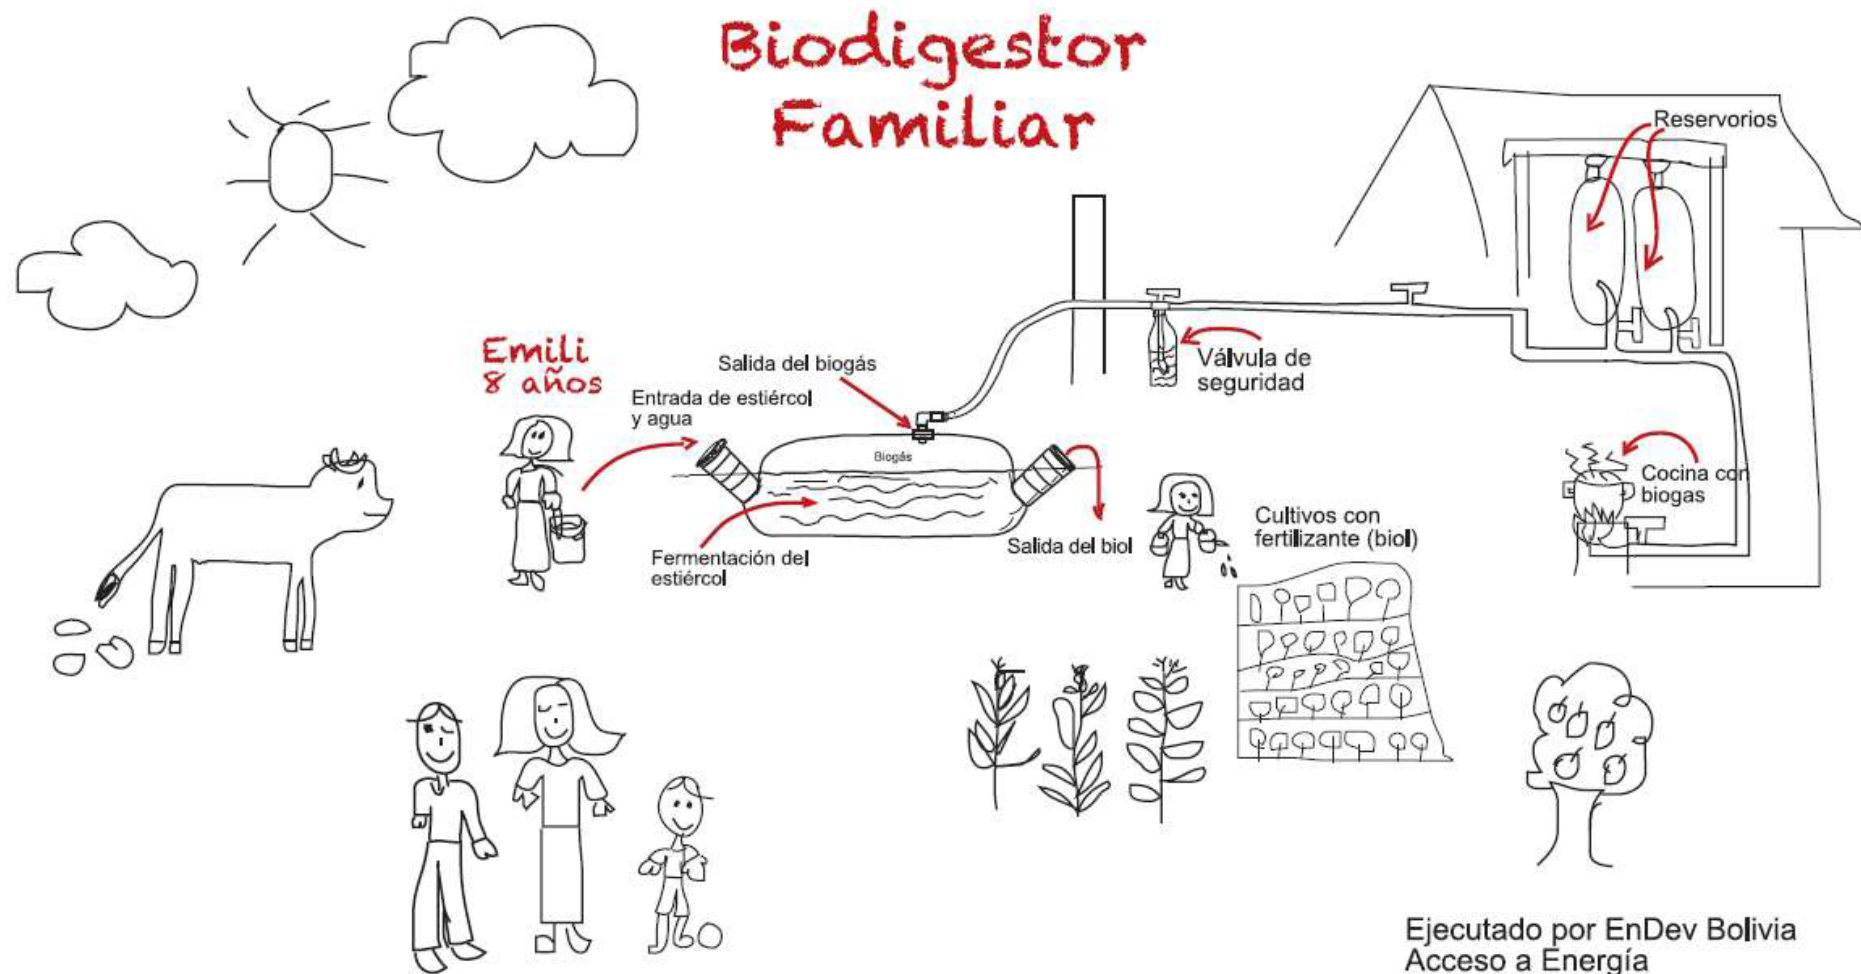 Biodigestor
Familiar
Reservorios
Emili
8 años
Salida del biogás
Válvula de
seguridad
Entrada de estiércol
y agua
Biogás
Cocina con
biogas
Cultivos con
fertilizante (biol)
Salida del biol
Fermentación del
estiércol
Ejecutado por EnDev Bolivia
Acceso a Energía